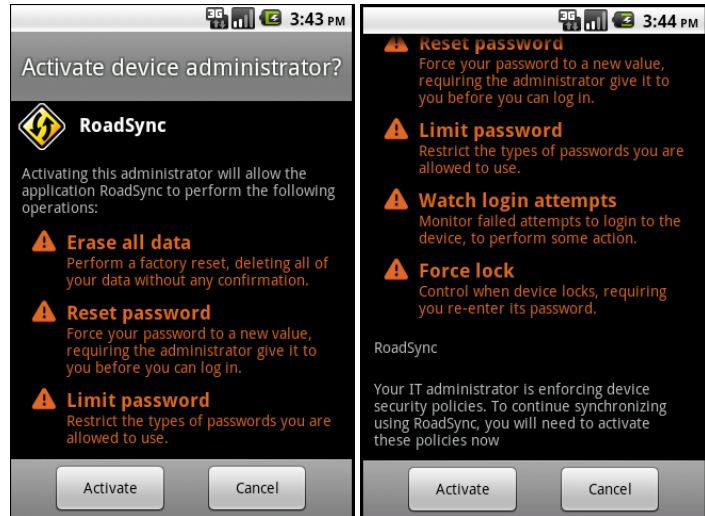 3G 3:43 PM
Activate device administrator?
RoadSync
Activating this administrator will allow the
application RoadSync to perform the following
operations:
Erase all data
Perform a factory reset, deleting all of
your data without any confirmation.
Reset password
Force your password to a new value,
requiring the administrator give it to
you before you can log in.
Limit password
Restrict the types of passwords you are
allowed to use.
Activate Cancel
3G 3:44 PM
Reset password
Force your password to a new value,
requiring the administrator give it to
you before you can log in.
Limit password
Restrict the types of passwords you are
allowed to use.
Watch login attempts
Monitor failed attempts to login to the
device, to perform some action.
Force lock
Control when device locks, requiring
you re-enter its password.
RoadSync
Your IT administrator is enforcing device
security policies. To continue synchronizing
using RoadSync, you will need to activate
these policies now
Activate Cancel